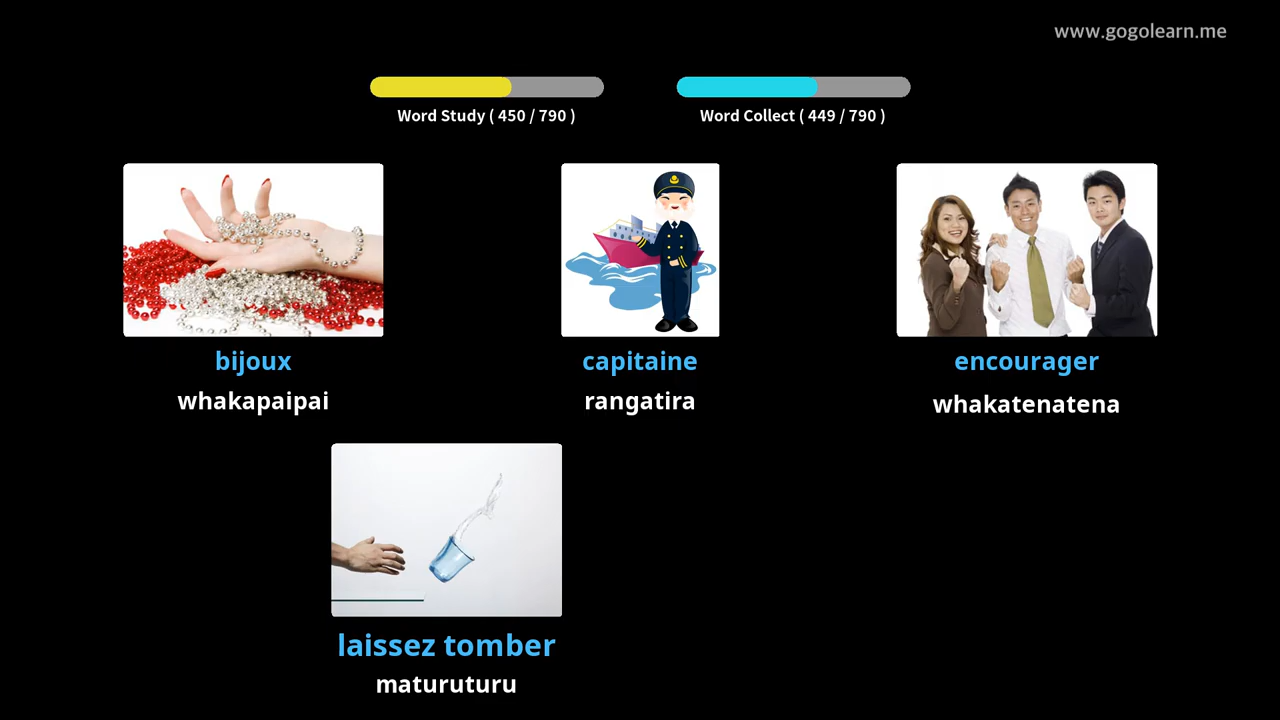 www.gogolearn.me
Word Study ( 450 / 790 )
Word Collect ( 449 / 790 )
bijoux
whakapaipai
capitaine
rangatira
encourager
whakatenatena
laissez tomber
maturuturu